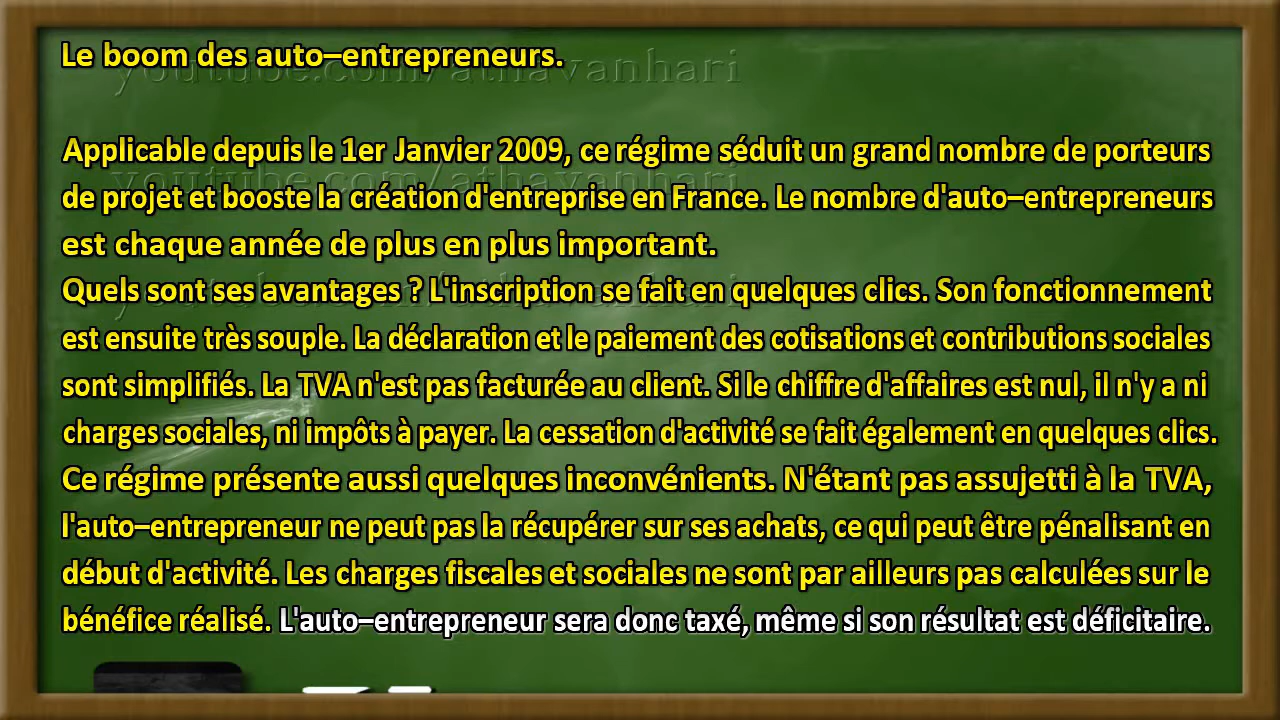 Le boom des auto–entrepreneurs.
youtube.com/athavanhari
Applicable depuis le 1er Janvier 2009, ce régime séduit un grand nombre de porteurs
youtube.com/athavanhari
de projet et booste la création d'entreprise en France. Le nombre d'auto–entrepreneurs
est chaque année de plus en plus important.
Quels sont ses avantages ? L'inscription se fait en quelques clics. Son fonctionnement
est ensuite très souple. La déclaration et le paiement des cotisations et contributions sociales
sont simplifiés. La TVA n'est pas facturée au client. Si le chiffre d'affaires est nul, il n'y a ni
charges sociales, ni impôts à payer. La cessation d'activité se fait également en quelques clics.
Ce régime présente aussi quelques inconvénients. N'étant pas assujetti à la TVA,
l'auto–entrepreneur ne peut pas la récupérer sur ses achats, ce qui peut être pénalisant en
début d'activité. Les charges fiscales et sociales ne sont par ailleurs pas calculées sur le
bénéfice réalisé. L'auto–entrepreneur sera donc taxé, même si son résultat est déficitaire.